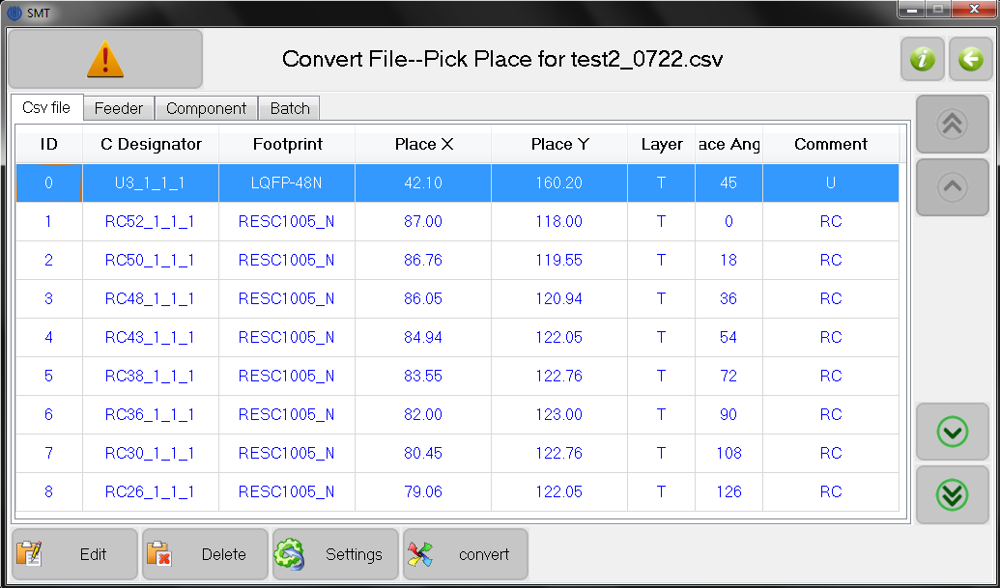 SMT
Convert File--Pick Place for test2_0722.csv
Csv file Feeder Component Batch
ID C Designator Footprint Place X Place Y Layer ace Ang Comment
0 U3_1_1_1 LQFP-48N 42.10 160.20 T 45 U
1 RC52_1_1_1 RESC1005_N 87.00 118.00 T 0 RC
2 RC50_1_1_1 RESC1005_N 86.76 119.55 T 18 RC
3 RC48_1_1_1 RESC1005_N 86.05 120.94 T 36 RC
4 RC43_1_1_1 RESC1005_N 84.94 122.05 T 54 RC
5 RC38_1_1_1 RESC1005_N 83.55 122.76 T 72 RC
6 RC36_1_1_1 RESC1005_N 82.00 123.00 T 90 RC
7 RC30_1_1_1 RESC1005_N 80.45 122.76 T 108 RC
8 RC26_1_1_1 RESC1005_N 79.06 122.05 T 126 RC
Edit Delete Settings convert